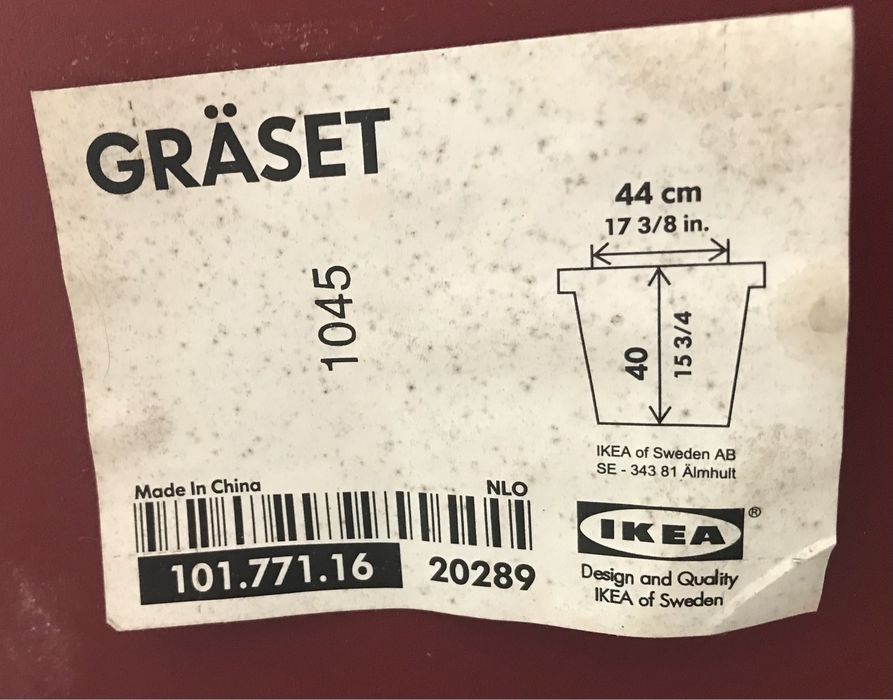 GRÄSET
1045
44 cm
17 3/8 in.
40
15 3/4
IKEA of Sweden AB
SE - 343 81 Älmhult
Made In China
NLO
101.771.16
20289
IKEA®
Design and Quality
IKEA of Sweden